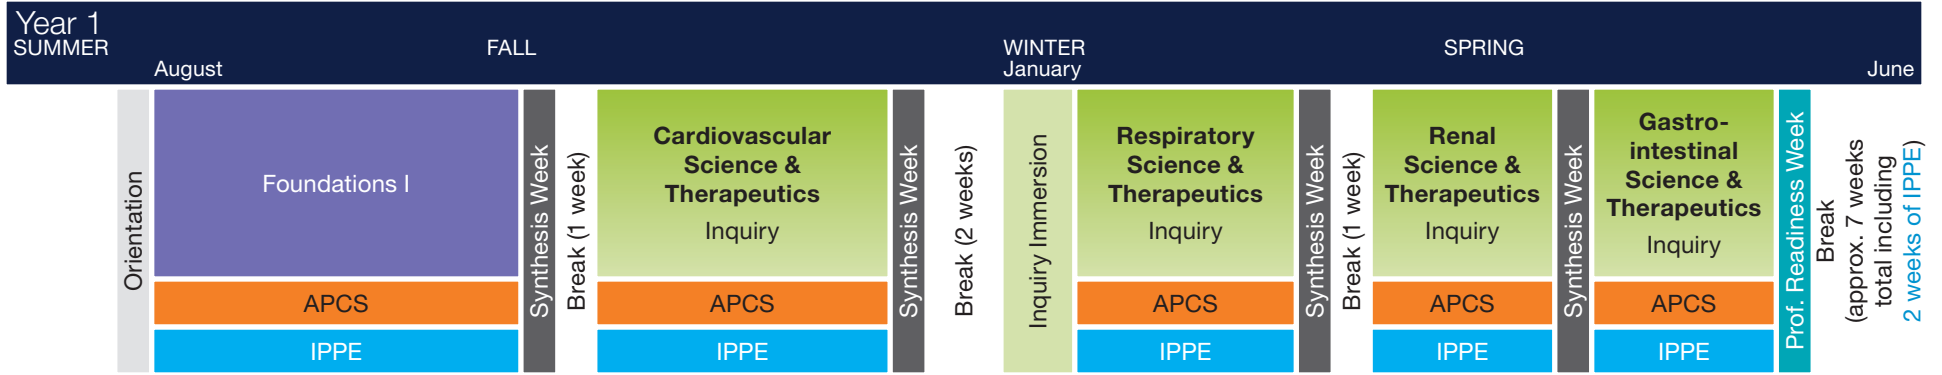 Year 1
SUMMER
FALL
WINTER
SPRING
August
January
June
Orientation
Foundations I
APCS
IPPE
Synthesis Week
Break (1 week)
Cardiovascular
Science &
Therapeutics
Inquiry
APCS
IPPE
Synthesis Week
Break (2 weeks)
Inquiry Immersion
Respiratory
Science &
Therapeutics
Inquiry
APCS
IPPE
Synthesis Week
Break (1 week)
Renal
Science &
Therapeutics
Inquiry
APCS
IPPE
Synthesis Week
Gastro-
intestinal
Science &
Therapeutics
Inquiry
APCS
IPPE
Prof. Readiness Week
Break
(approx. 7 weeks
total including
2 weeks of IPPE)